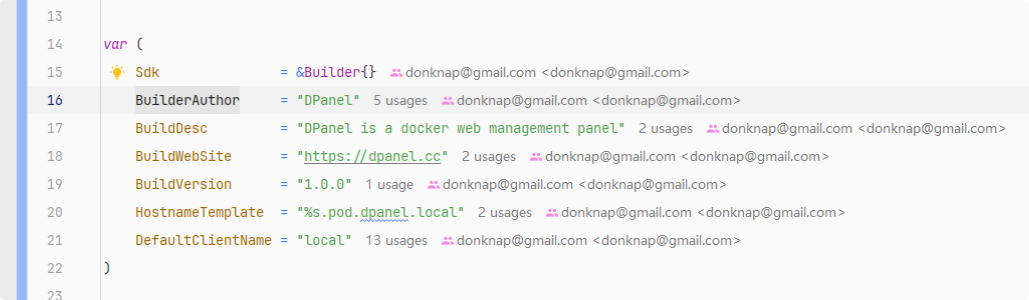 13
14 var (
15 Sdk = &Builder{} donknap@gmail.com <donknap@gmail.com>
16 BuilderAuthor = "DPanel" 5 usages donknap@gmail.com <donknap@gmail.com>
17 BuildDesc = "DPanel is a docker web management panel" 2 usages donknap@gmail.com <donknap@gmail.com>
18 BuildWebSite = "https://dpanel.cc" 2 usages donknap@gmail.com <donknap@gmail.com>
19 BuildVersion = "1.0.0" 1 usage donknap@gmail.com <donknap@gmail.com>
20 HostnameTemplate = "%s.pod.dpanel.local" 2 usages donknap@gmail.com <donknap@gmail.com>
21 DefaultClientName = "local" 13 usages donknap@gmail.com <donknap@gmail.com>
22 )
23